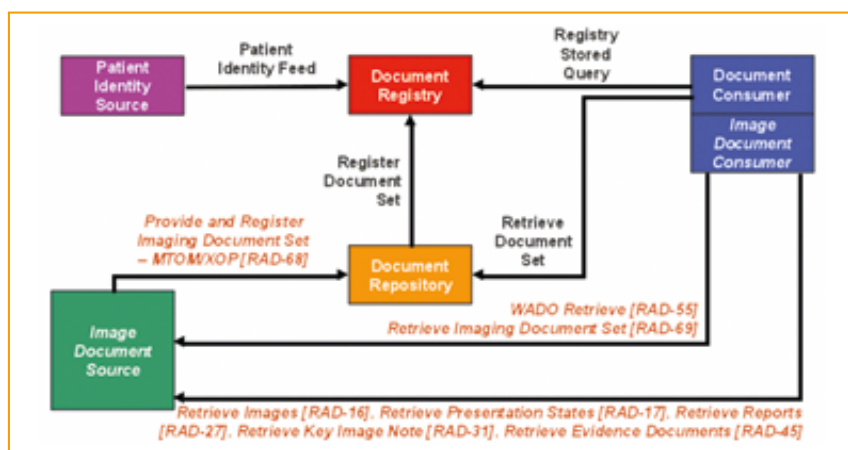 Patient
Identity
Source
Patient
Identity Feed
Document
Registry
Registry
Stored
Query
Document
Consumer
Image
Document
Consumer
Register
Document
Set
Provide and Register
Imaging Document Set
– MTOM/XOP [RAD-68]
Document
Repository
Retrieve
Document
Set
Image
Document
Source
WADO Retrieve [RAD-55]
Retrieve Imaging Document Set [RAD-69]
Retrieve Images [RAD-16], Retrieve Presentation States [RAD-17], Retrieve Reports
[RAD-27], Retrieve Key Image Note [RAD-31], Retrieve Evidence Documents [RAD-45]